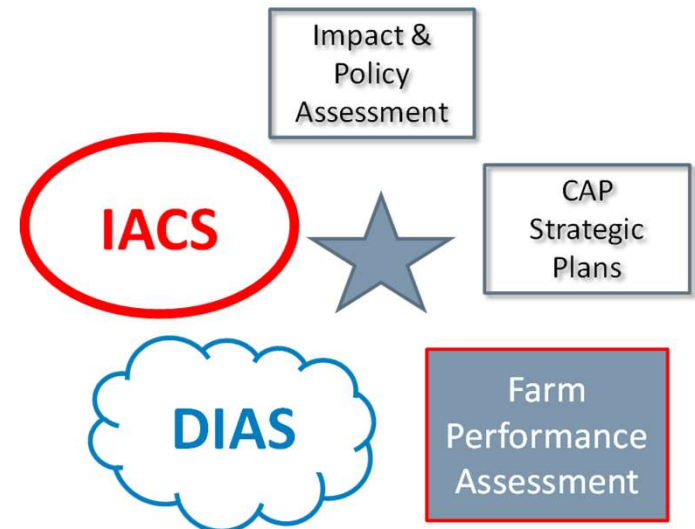 Impact &
Policy
Assessment
IACS
CAP
Strategic
Plans
DIAS
Farm
Performance
Assessment